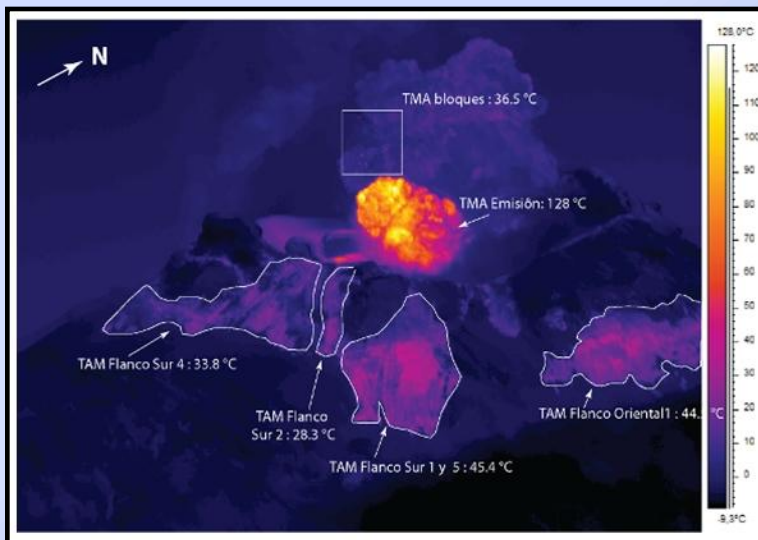 N
128,0°C
120
110
100
90
80
70
60
50
40
30
20
10
0
-9,3°C
TMA bloques : 36.5 °C
TMA Emisión: 128 °C
TAM Flanco Sur 4 : 33.8 °C
TAM Flanco
Sur 2 : 28.3 °C
TAM Flanco Sur 1 y 5 : 45.4 °C
TAM Flanco Oriental1 : 44.